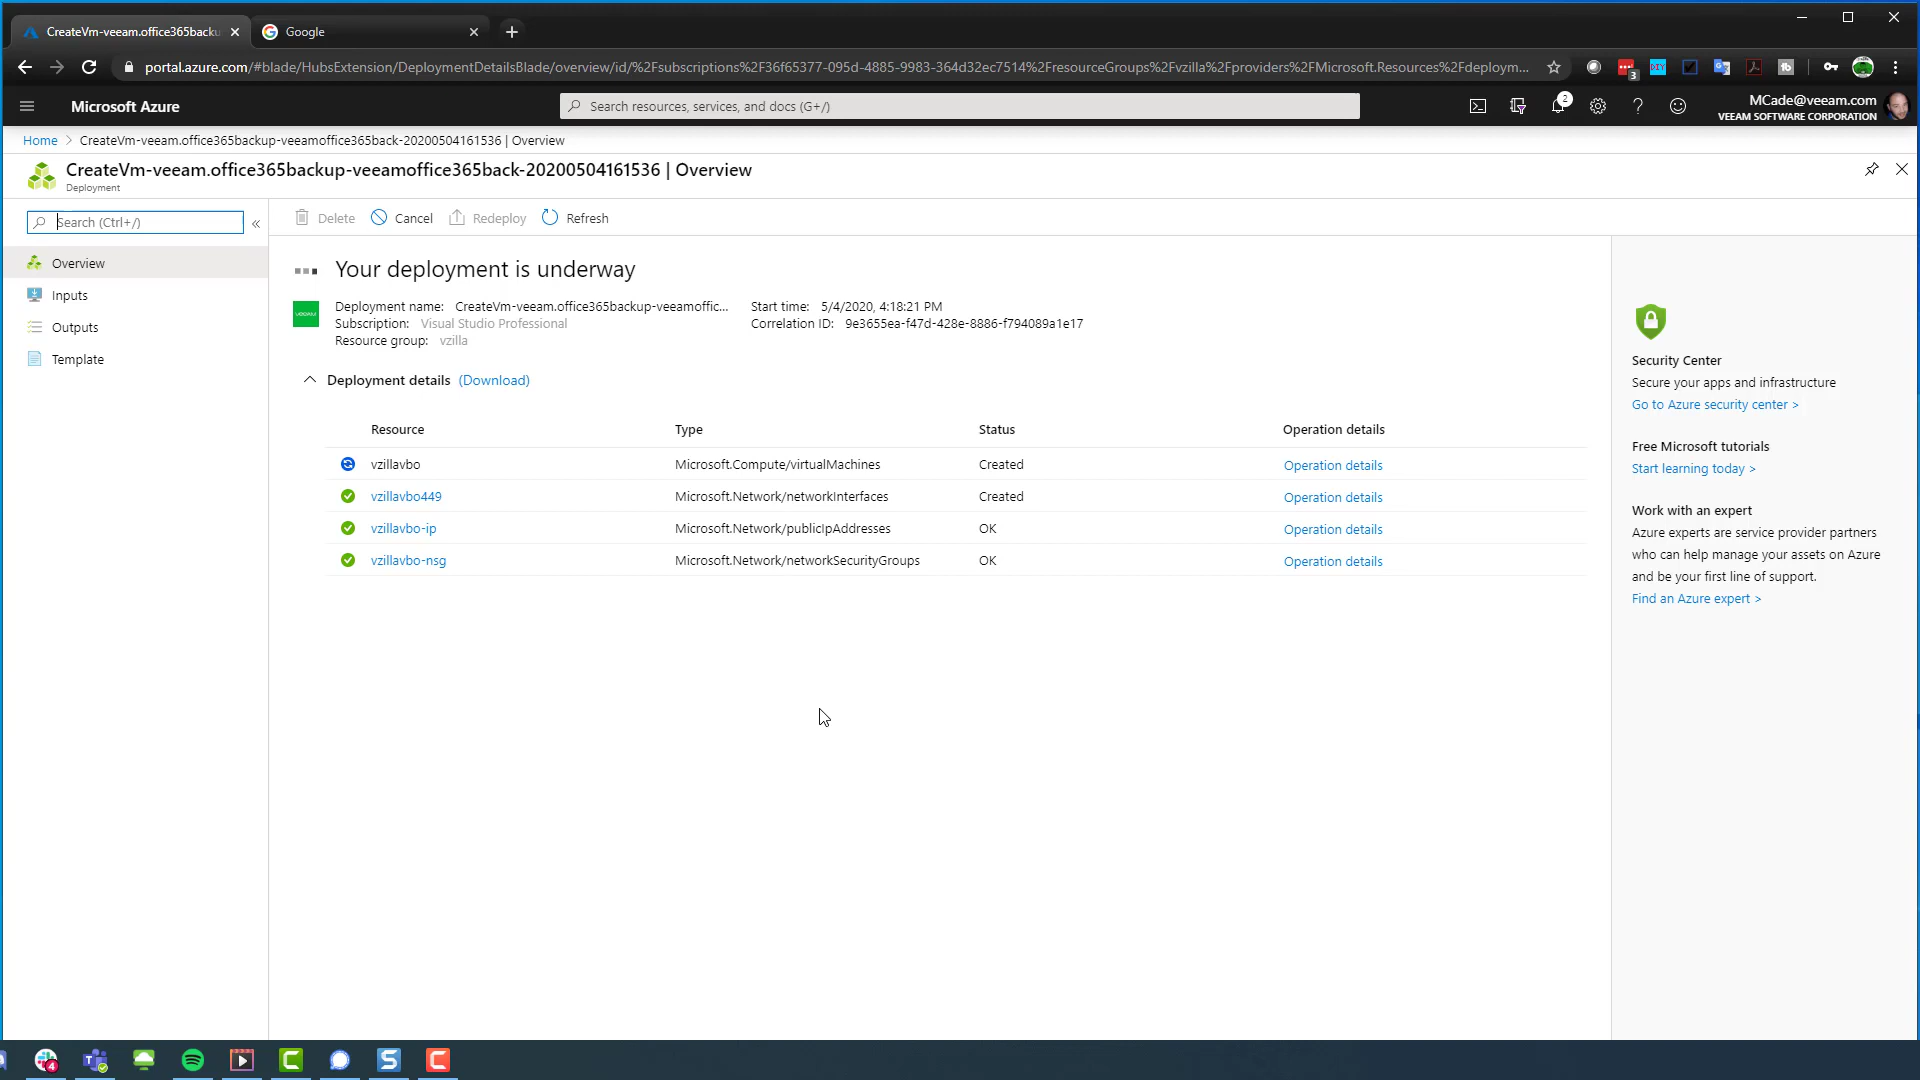 CreateVm-veeam.office365backu
Google
portal.azure.com/#blade/HubsExtension/DeploymentDetailsBlade/overview/id/%2Fsubscriptions%2F36f65377-095d-4885-9983-364d32ec7514%2FresourceGroups%2Fvzilla%2Fproviders%2FMicrosoft.Resources%2Fdeploym...
3
DIY
Microsoft Azure
Search resources, services, and docs (G+/)
2
MCade@veeam.com
VEEAM SOFTWARE CORPORATION
Home > CreateVm-veeam.office365backup-veeamoffice365back-20200504161536 | Overview
CreateVm-veeam.office365backup-veeamoffice365back-20200504161536 | Overview
Deployment
Search (Ctrl+/)
«
Delete Cancel Redeploy Refresh
Overview
Inputs
Outputs
Template
Your deployment is underway
veeam
Deployment name: CreateVm-veeam.office365backup-veeamoffic...
Subscription: Visual Studio Professional
Resource group: vzilla
Start time: 5/4/2020, 4:18:21 PM
Correlation ID: 9e3655ea-f47d-428e-8886-f794089a1e17
Deployment details (Download)
Resource Type Status Operation details
vzillavbo Microsoft.Compute/virtualMachines Created Operation details
vzillavbo449 Microsoft.Network/networkInterfaces Created Operation details
vzillavbo-ip Microsoft.Network/publicIpAddresses OK Operation details
vzillavbo-nsg Microsoft.Network/networkSecurityGroups OK Operation details
Security Center
Secure your apps and infrastructure
Go to Azure security center >
Free Microsoft tutorials
Start learning today >
Work with an expert
Azure experts are service provider partners
who can help manage your assets on Azure
and be your first line of support.
Find an Azure expert >
4
T
C
S
C